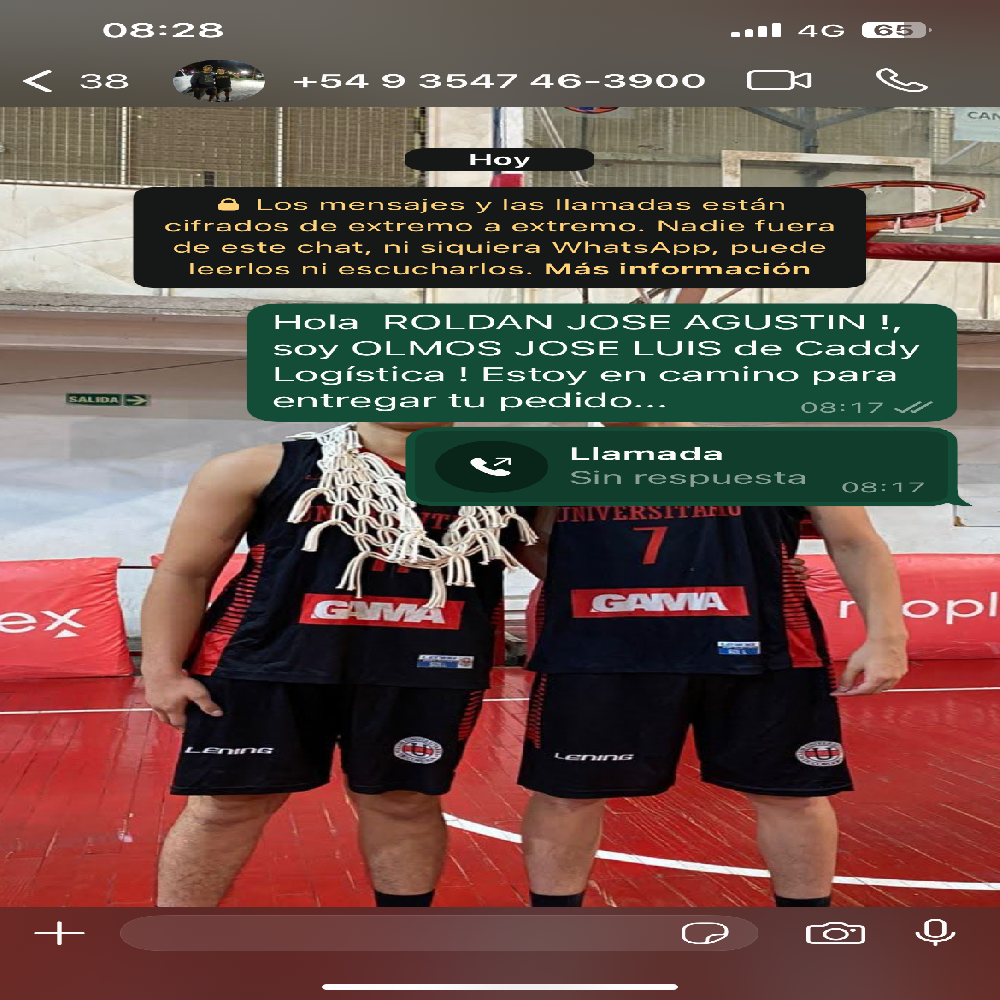 08:28
4G 65
38 +54 9 3547 46-3900
CAN
Hoy
Los mensajes y las llamadas están
cifrados de extremo a extremo. Nadie fuera
de este chat, ni siquiera WhatsApp, puede
leerlos ni escucharlos. Más información
Hola ROLDAN JOSE AGUSTIN !,
soy OLMOS JOSE LUIS de Caddy
Logística ! Estoy en camino para
entregar tu pedido...
08:17
SALIDA
Llamada
Sin respuesta
08:17
UNIVERSITARIO
7
GAMA
GAMA
ex
LENING
LENING
U
U